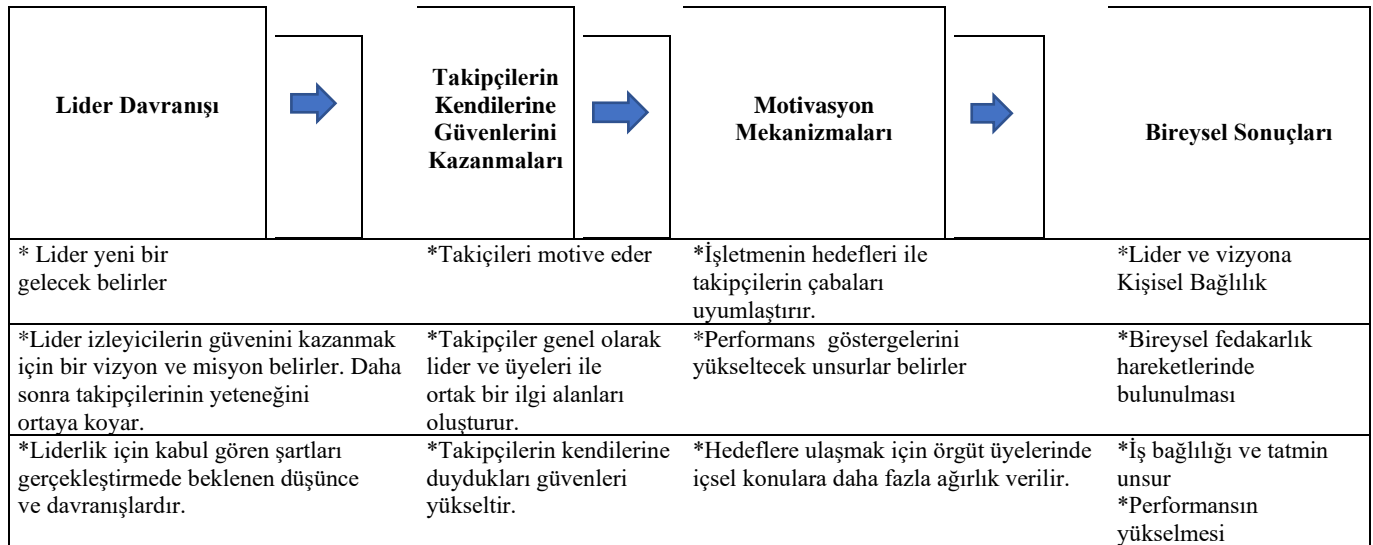 Lider Davranışı
Takipçilerin
Kendilerine
Güvenlerini
Kazanmaları
Motivasyon
Mekanizmaları
Bireysel Sonuçları
* Lider yeni bir
gelecek belirler
*Takiçileri motive eder
*İşletmenin hedefleri ile
takipçilerin çabaları
uyumlaştırır.
*Lider ve vizyona
Kişisel Bağlılık
*Lider izleyicilerin güvenini kazanmak
için bir vizyon ve misyon belirler. Daha
sonra takipçilerinin yeteneğini
ortaya koyar.
*Takipçiler genel olarak
lider ve üyeleri ile
ortak bir ilgi alanları
oluşturur.
*Performans göstergelerini
yükseltecek unsurlar belirler
*Bireysel fedakarlık
hareketlerinde
bulunulması
*Liderlik için kabul gören şartları
gerçekleştirmede beklenen düşünce
ve davranışlardır.
*Takipçilerin kendilerine
duydukları güvenleri
yükseltir.
*Hedeflere ulaşmak için örgüt üyelerinde
içsel konulara daha fazla ağırlık verilir.
*İş bağlılığı ve tatmin
unsur
*Performansın
yükselmesi